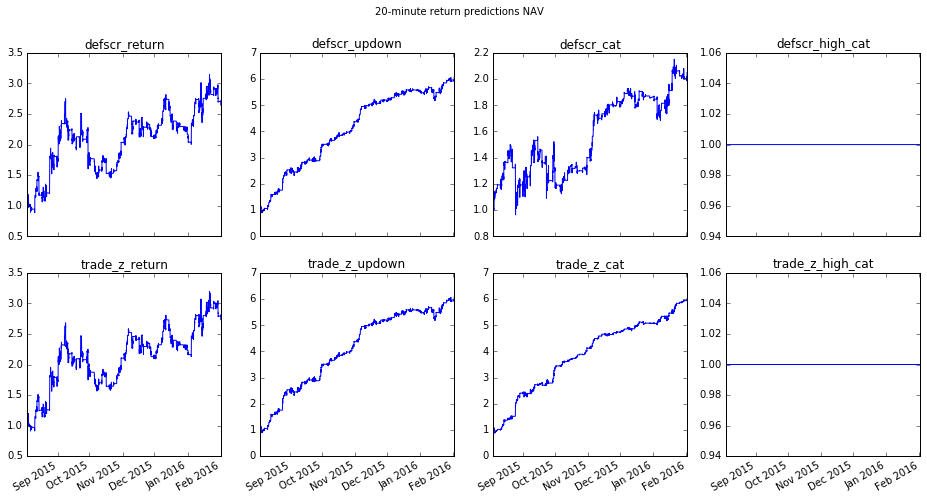 20-minute return predictions NAV
defscr_return
3.5
3.0
2.5
2.0
1.5
1.0
0.5
defscr_updown
7
6
5
4
3
2
1
0
defscr_cat
2.2
2.0
1.8
1.6
1.4
1.2
1.0
0.8
defscr_high_cat
1.06
1.04
1.02
1.00
0.98
0.96
0.94
trade_z_return
3.5
3.0
2.5
2.0
1.5
1.0
0.5
Sep 2015
Oct 2015
Nov 2015
Dec 2015
Jan 2016
Feb 2016
trade_z_updown
7
6
5
4
3
2
1
0
Sep 2015
Oct 2015
Nov 2015
Dec 2015
Jan 2016
Feb 2016
trade_z_cat
7
6
5
4
3
2
1
0
Sep 2015
Oct 2015
Nov 2015
Dec 2015
Jan 2016
Feb 2016
trade_z_high_cat
1.06
1.04
1.02
1.00
0.98
0.96
0.94
Sep 2015
Oct 2015
Nov 2015
Dec 2015
Jan 2016
Feb 2016